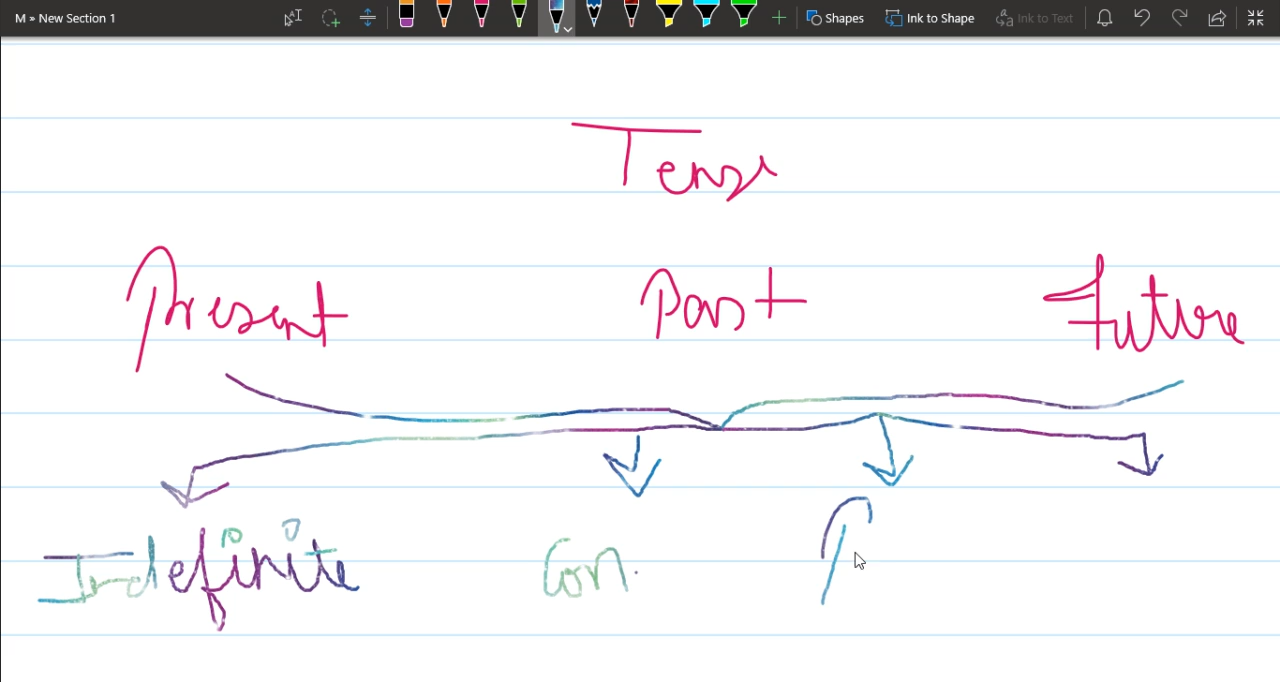 M » New Section 1 Shapes Ink to Shape Ink to Text
Tense
Present Past Future
Indefinite Con. P